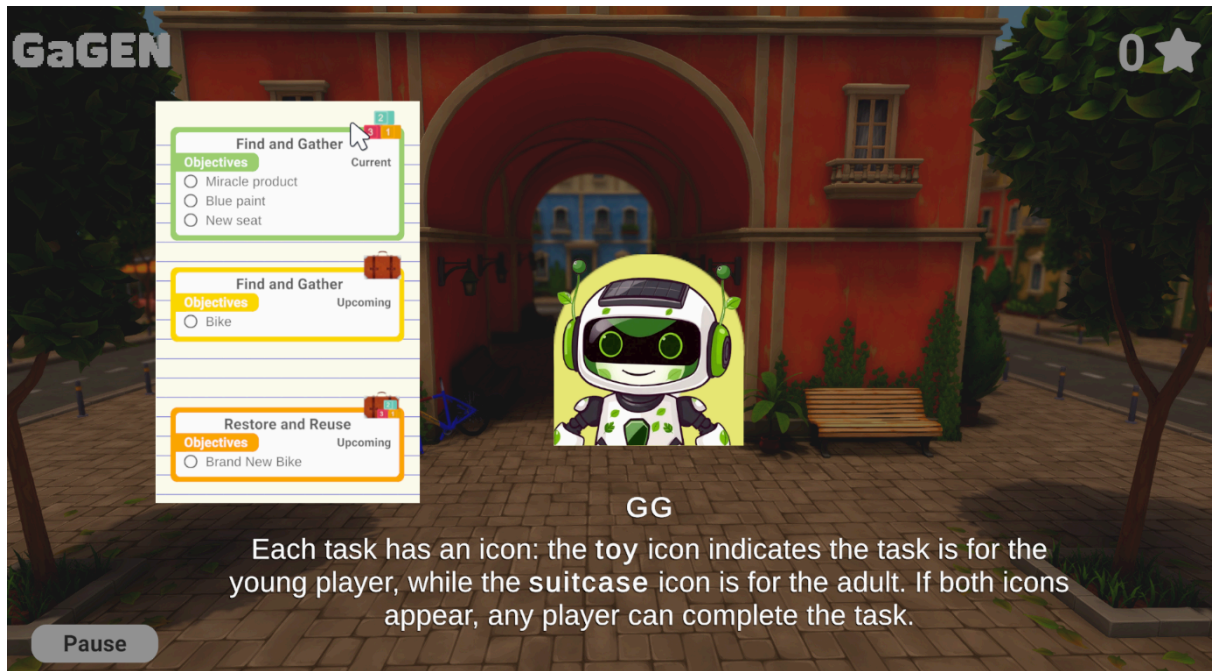 GaGEN
0
2
3 1
Find and Gather
Objectives
Current
Miracle product
Blue paint
New seat
Find and Gather
Objectives
Upcoming
Bike
Restore and Reuse
Objectives
Upcoming
Brand New Bike
GG
Each task has an icon: the toy icon indicates the task is for the
young player, while the suitcase icon is for the adult. If both icons
appear, any player can complete the task.
Pause